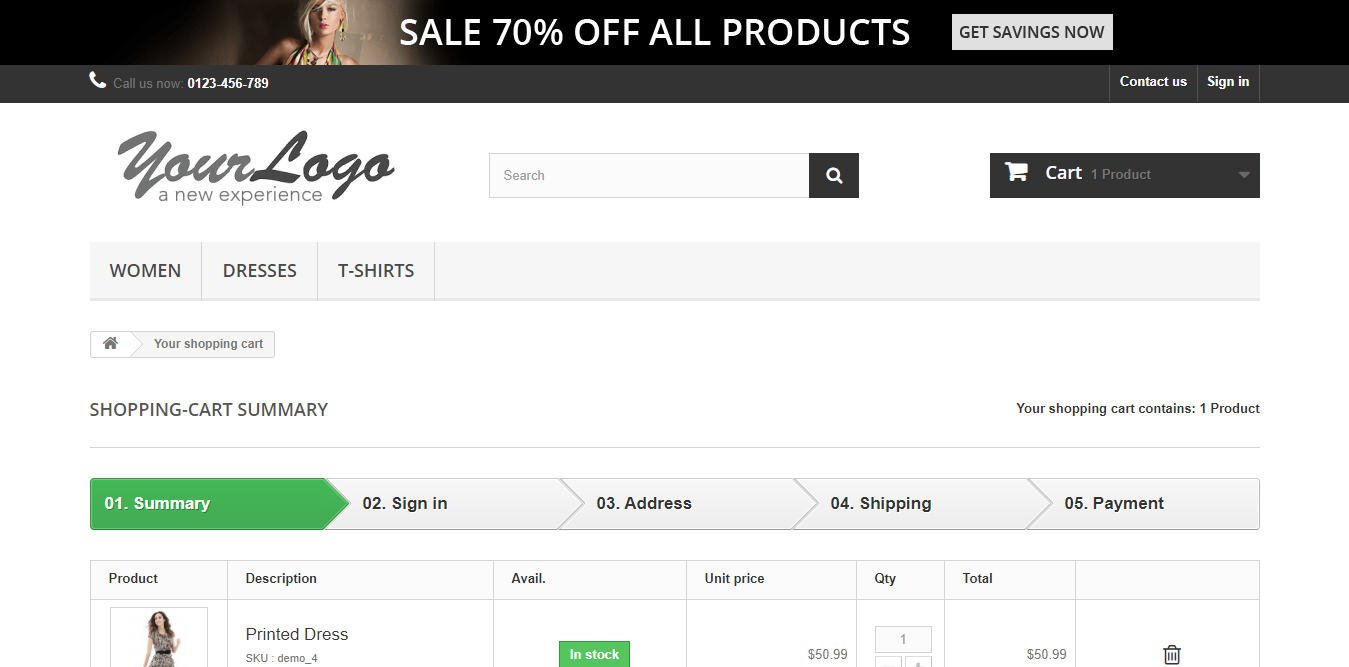 SALE 70% OFF ALL PRODUCTS GET SAVINGS NOW
Call us now: 0123-456-789 Contact us Sign in
Your Logo
a new experience
Search
Cart 1 Product
WOMEN DRESSES T-SHIRTS
Your shopping cart
SHOPPING-CART SUMMARY Your shopping cart contains: 1 Product
01. Summary 02. Sign in 03. Address 04. Shipping 05. Payment
Product Description Avail. Unit price Qty Total
Printed Dress
SKU : demo_4
In stock $50.99 1 $50.99